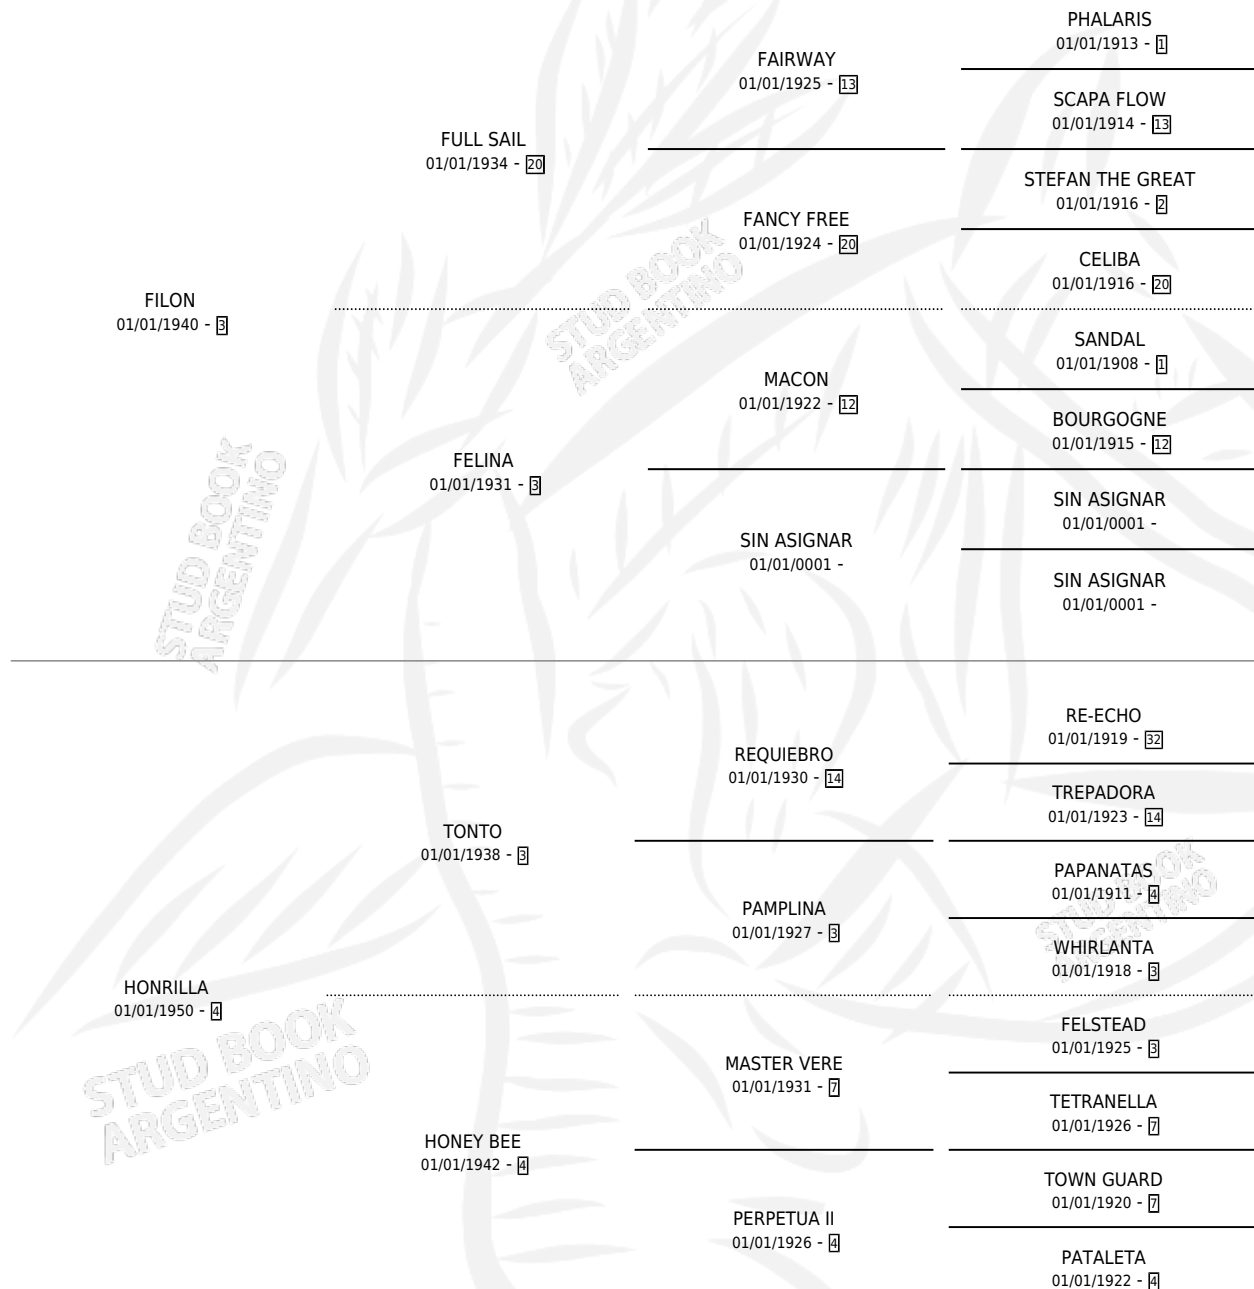 PHALARIS
01/01/1913 - 1
FAIRWAY
01/01/1925 - 13
SCAPA FLOW
01/01/1914 - 13
FULL SAIL
01/01/1934 - 20
STEFAN THE GREAT
01/01/1916 - 2
FANCY FREE
01/01/1924 - 20
CELIBA
01/01/1916 - 20
FILON
01/01/1940 - 3
SANDAL
01/01/1908 - 1
MACON
01/01/1922 - 12
BOURGOGNE
01/01/1915 - 12
FELINA
01/01/1931 - 3
SIN ASIGNAR
01/01/0001 -
SIN ASIGNAR
01/01/0001 -
SIN ASIGNAR
01/01/0001 -
RE-ECHO
01/01/1919 - 32
REQUIEBRO
01/01/1930 - 14
TREPADORA
01/01/1923 - 14
TONTO
01/01/1938 - 3
PAPANATAS
01/01/1911 - 4
PAMPLINA
01/01/1927 - 3
WHIRLANTA
01/01/1918 - 3
HONRILLA
01/01/1950 - 4
FELSTEAD
01/01/1925 - 3
MASTER VERE
01/01/1931 - 7
TETRANELLA
01/01/1926 - 7
HONEY BEE
01/01/1942 - 4
TOWN GUARD
01/01/1920 - 7
PERPETUA II
01/01/1926 - 4
PATALETA
01/01/1922 - 4
STUD BOOK
ARGENTINO
STUD BOOK
ARGENTINO
STUD BOOK
ARGENTINO
STUD BOOK
ARGENTINO